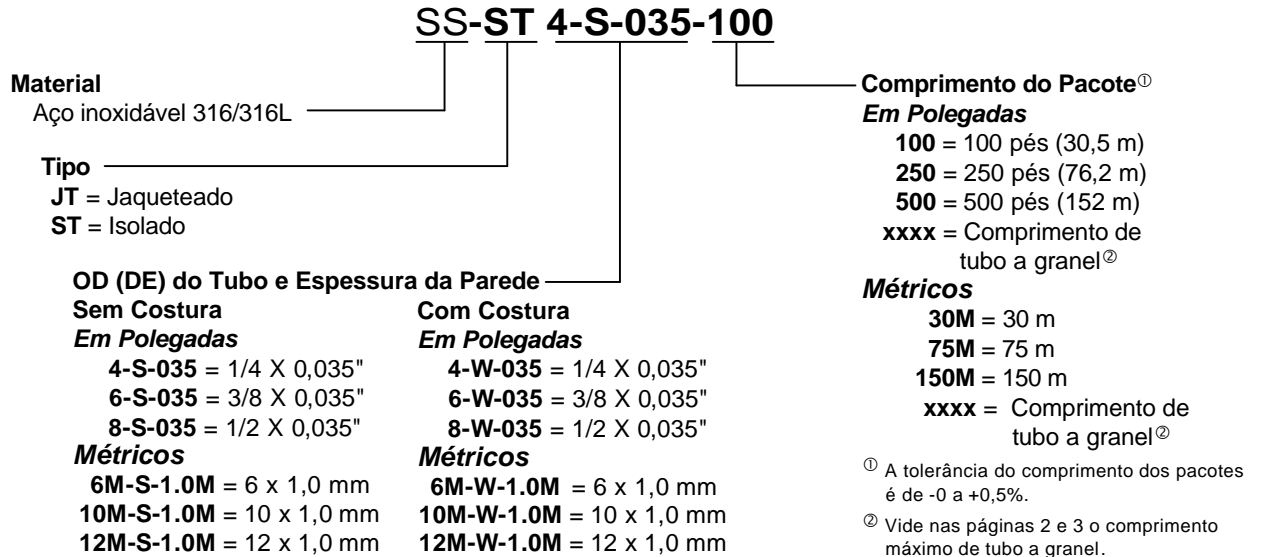 SS-ST 4-S-035-100
Material
Aço inoxidável 316/316L
Tipo
JT = Jaqueteado
ST = Isolado
OD (DE) do Tubo e Espessura da Parede
Sem Costura
Em Polegadas
4-S-035 = 1/4 X 0,035"
6-S-035 = 3/8 X 0,035"
8-S-035 = 1/2 X 0,035"
Métricos
6M-S-1.0M = 6 x 1,0 mm
10M-S-1.0M = 10 x 1,0 mm
12M-S-1.0M = 12 x 1,0 mm
Com Costura
Em Polegadas
4-W-035 = 1/4 X 0,035"
6-W-035 = 3/8 X 0,035"
8-W-035 = 1/2 X 0,035"
Métricos
6M-W-1.0M = 6 x 1,0 mm
10M-W-1.0M = 10 x 1,0 mm
12M-W-1.0M = 12 x 1,0 mm
Comprimento do Pacote①
Em Polegadas
100 = 100 pés (30,5 m)
250 = 250 pés (76,2 m)
500 = 500 pés (152 m)
xxxx = Comprimento de
tubo a granel②
Métricos
30M = 30 m
75M = 75 m
150M = 150 m
xxxx = Comprimento de
tubo a granel②
① A tolerância do comprimento dos pacotes
é de -0 a +0,5%.
② Vide nas páginas 2 e 3 o comprimento
máximo de tubo a granel.